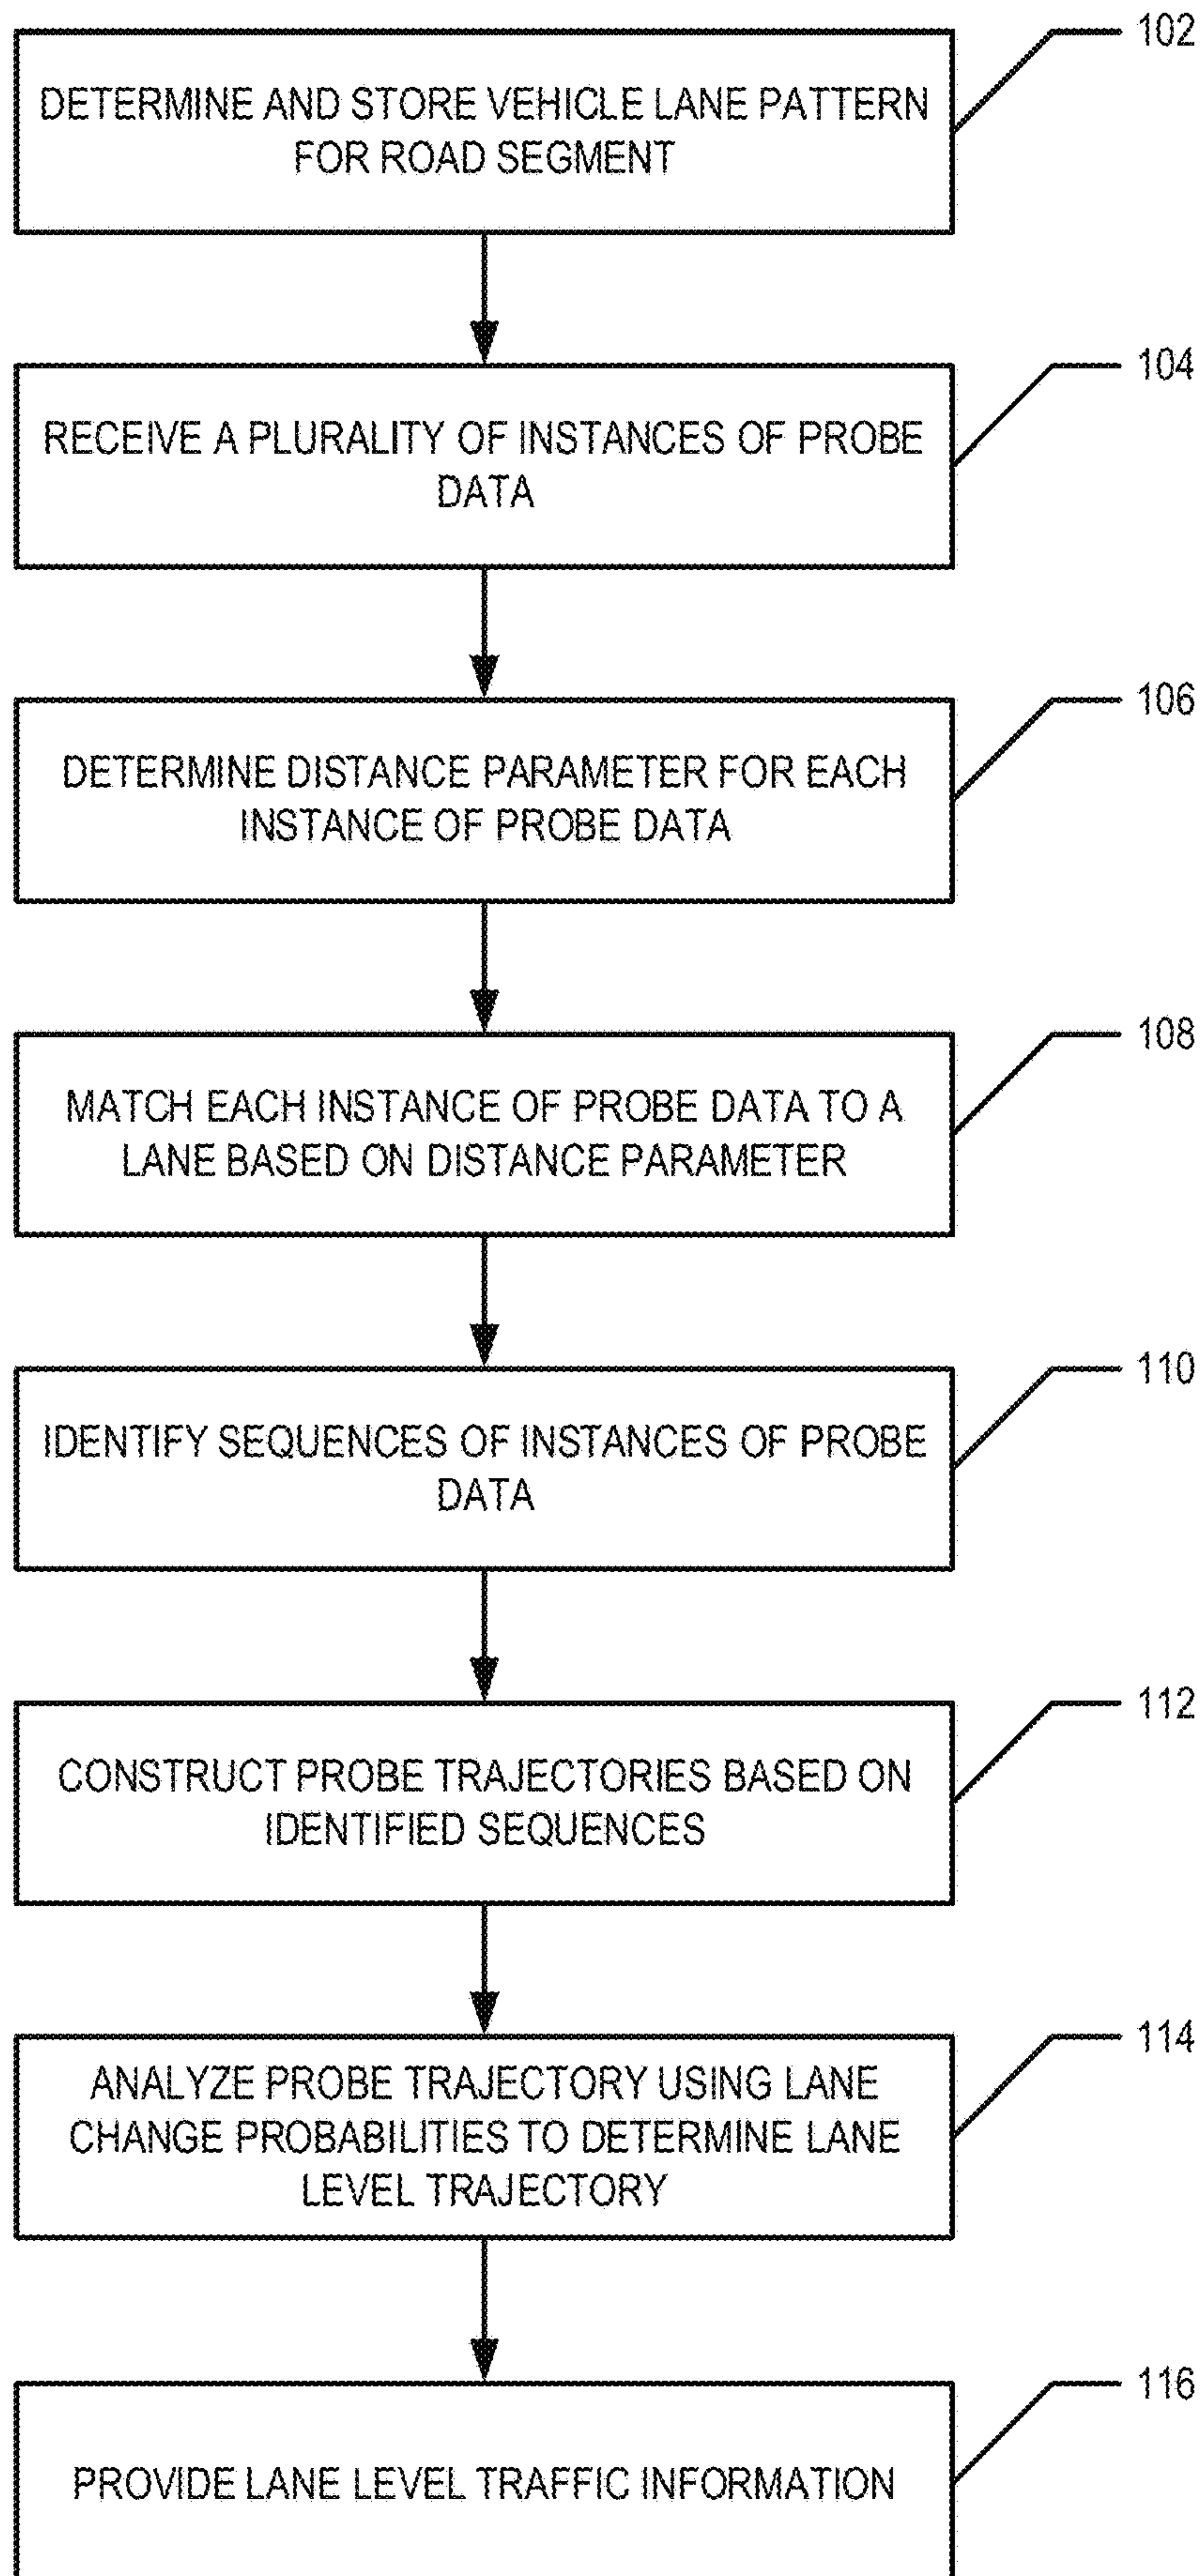 102
DETERMINE AND STORE VEHICLE LANE PATTERN
FOR ROAD SEGMENT
104
RECEIVE A PLURALITY OF INSTANCES OF PROBE
DATA
106
DETERMINE DISTANCE PARAMETER FOR EACH
INSTANCE OF PROBE DATA
108
MATCH EACH INSTANCE OF PROBE DATA TO A
LANE BASED ON DISTANCE PARAMETER
110
IDENTIFY SEQUENCES OF INSTANCES OF PROBE
DATA
112
CONSTRUCT PROBE TRAJECTORIES BASED ON
IDENTIFIED SEQUENCES
114
ANALYZE PROBE TRAJECTORY USING LANE
CHANGE PROBABILITIES TO DETERMINE LANE
LEVEL TRAJECTORY
116
PROVIDE LANE LEVEL TRAFFIC INFORMATION